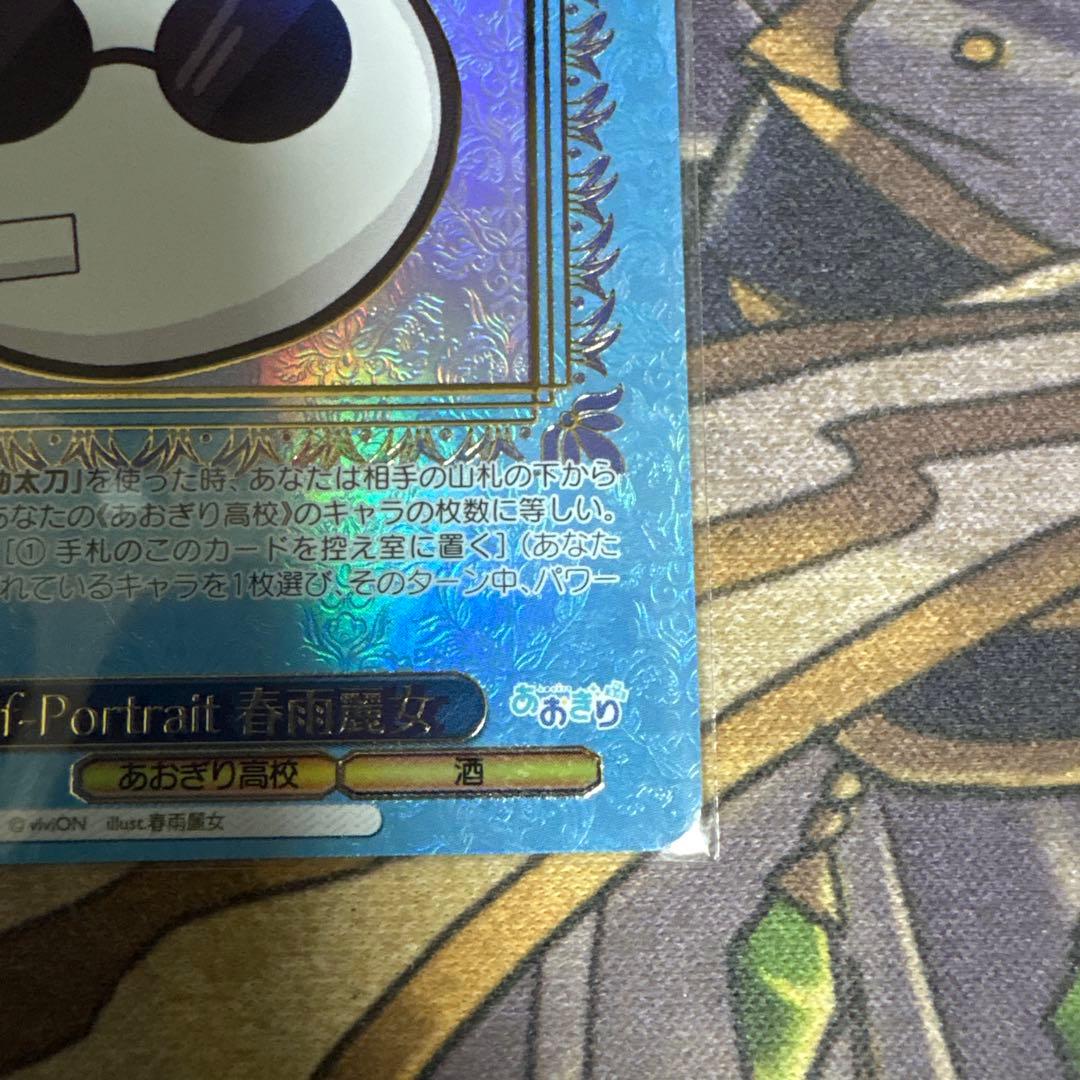 太刀」を使った時、あなたは相手の山札の下から
あなたの《あおぎり高校》のキャラの枚数に等しい。
[① 手札のこのカードを控え室に置く] (あなた
れているキャラを1枚選び、そのターン中、パワー
f-Portrait 春雨麗女
あおぎり
あおぎり高校 酒
© viviON illust.春雨麗女